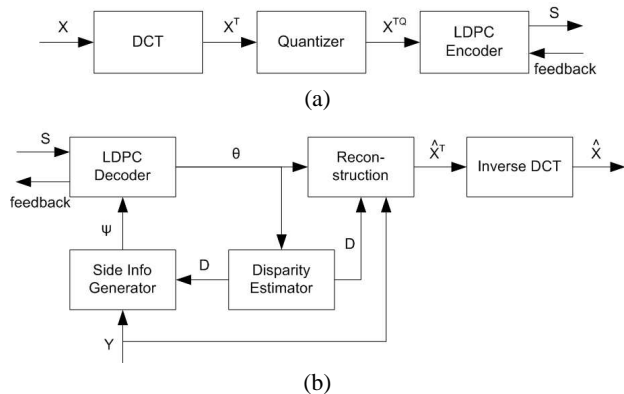 X
DCT
X^T
Quantizer
X^TQ
LDPC
Encoder
S
feedback
(a)
S
feedback
LDPC
Decoder
θ
Recon-
struction
X̂^T
Inverse DCT
X̂
ψ
Side Info
Generator
D
Disparity
Estimator
D
Y
(b)